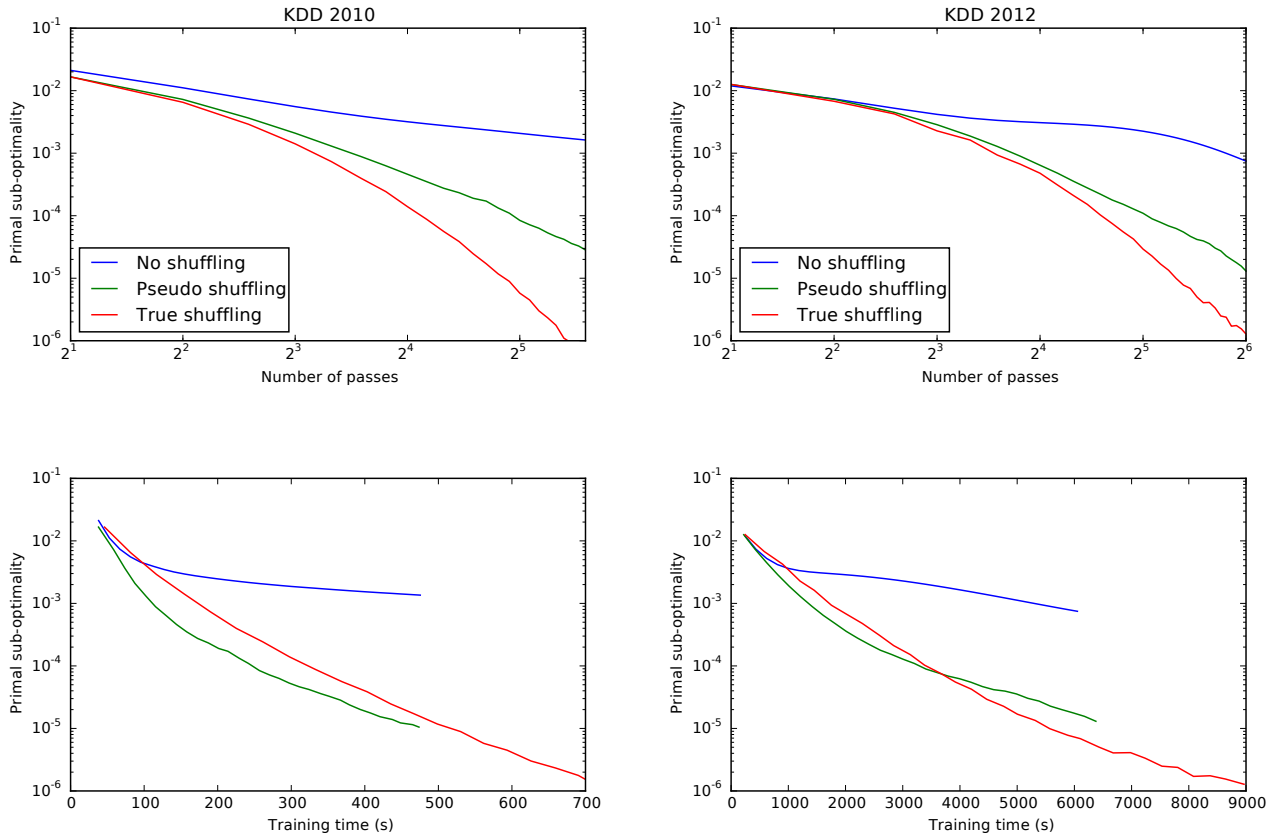 KDD 2010
Primal sub-optimality
10^-1
10^-2
10^-3
10^-4
10^-5
10^-6
No shuffling
Pseudo shuffling
True shuffling
2^1 2^2 2^3 2^4 2^5
Number of passes
KDD 2012
Primal sub-optimality
10^-1
10^-2
10^-3
10^-4
10^-5
10^-6
No shuffling
Pseudo shuffling
True shuffling
2^1 2^2 2^3 2^4 2^5 2^6
Number of passes
Primal sub-optimality
10^-1
10^-2
10^-3
10^-4
10^-5
10^-6
0 100 200 300 400 500 600 700
Training time (s)
Primal sub-optimality
10^-1
10^-2
10^-3
10^-4
10^-5
10^-6
0 1000 2000 3000 4000 5000 6000 7000 8000 9000
Training time (s)